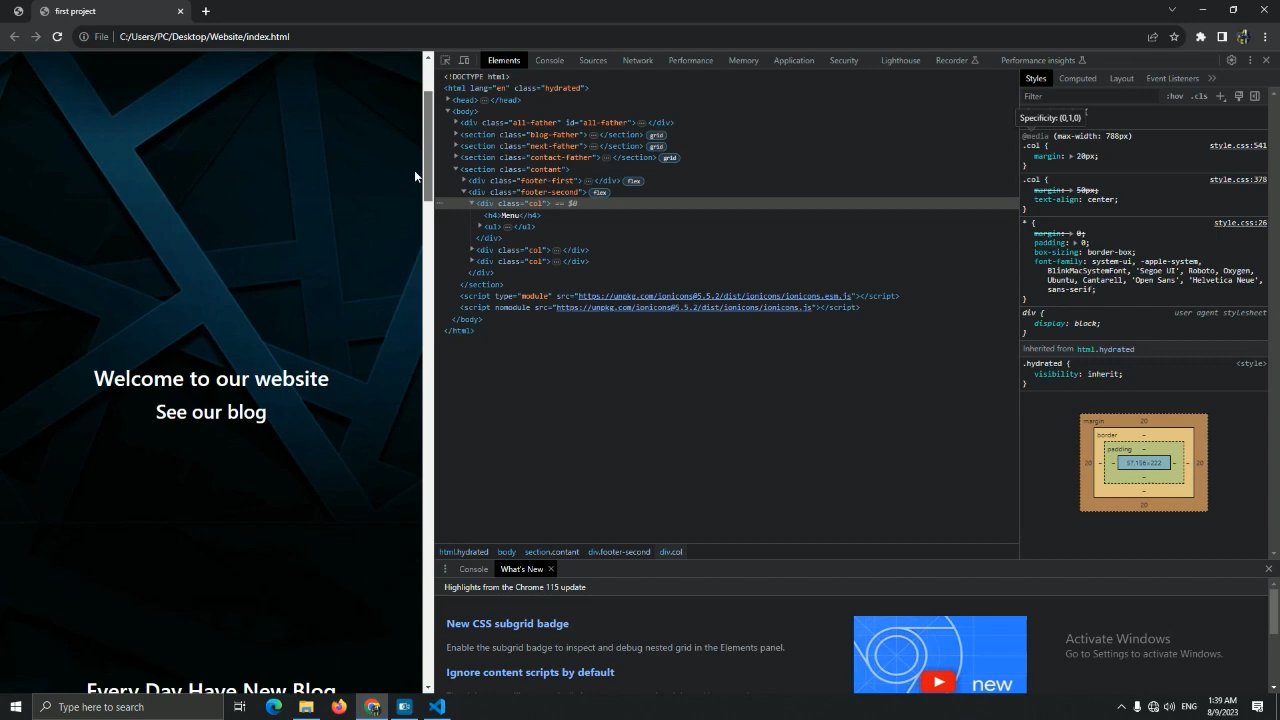 first project
File C:/Users/PC/Desktop/Website/index.html
Welcome to our website
See our blog
Every Day Have New Blog
Elements Console Sources Network Performance Memory Application Security Lighthouse Recorder Performance insights
<!DOCTYPE html>
<html lang="en" class="hydrated">
<head> … </head>
<body>
<div class="all-father" id="all-father"> … </div>
<section class="blog-father"> … </section> grid
<section class="next-father"> … </section> grid
<section class="contact-father"> … </section> grid
<section class="contant">
<div class="footer-first"> … </div> flex
<div class="footer-second"> flex
<div class="col"> == $0
<h4>Menu</h4>
<ul> … </ul>
</div>
<div class="col"> … </div>
<div class="col"> … </div>
</div>
</section>
<script type="module" src="https://unpkg.com/ionicons@5.5.2/dist/ionicons/ionicons.esm.js"></script>
<script nomodule src="https://unpkg.com/ionicons@5.5.2/dist/ionicons/ionicons.js"></script>
</body>
</html>
html.hydrated body section.contant div.footer-second div.col
Styles Computed Layout Event Listeners
Filter :hov .cls
Specificity: (0,1,0)
@media (max-width: 788px)
.col { style.css:541
margin: 20px;
}
.col { style.css:378
margin: 50px;
text-align: center;
}
* { style.css:26
margin: 0;
padding: 0;
box-sizing: border-box;
font-family: system-ui, -apple-system,
BlinkMacSystemFont, 'Segoe UI', Roboto, Oxygen,
Ubuntu, Cantarell, 'Open Sans', 'Helvetica Neue',
sans-serif;
}
div { user agent stylesheet
display: block;
}
Inherited from html.hydrated
.hydrated { <style>
visibility: inherit;
}
margin 20
border -
padding -
20 - - 57.156×222 - - 20
-
-
20
Console What's New
Highlights from the Chrome 115 update
New CSS subgrid badge
Enable the subgrid badge to inspect and debug nested grid in the Elements panel.
Ignore content scripts by default
new
Activate Windows
Go to Settings to activate Windows.
Type here to search
ENG
1:39 AM
8/9/2023